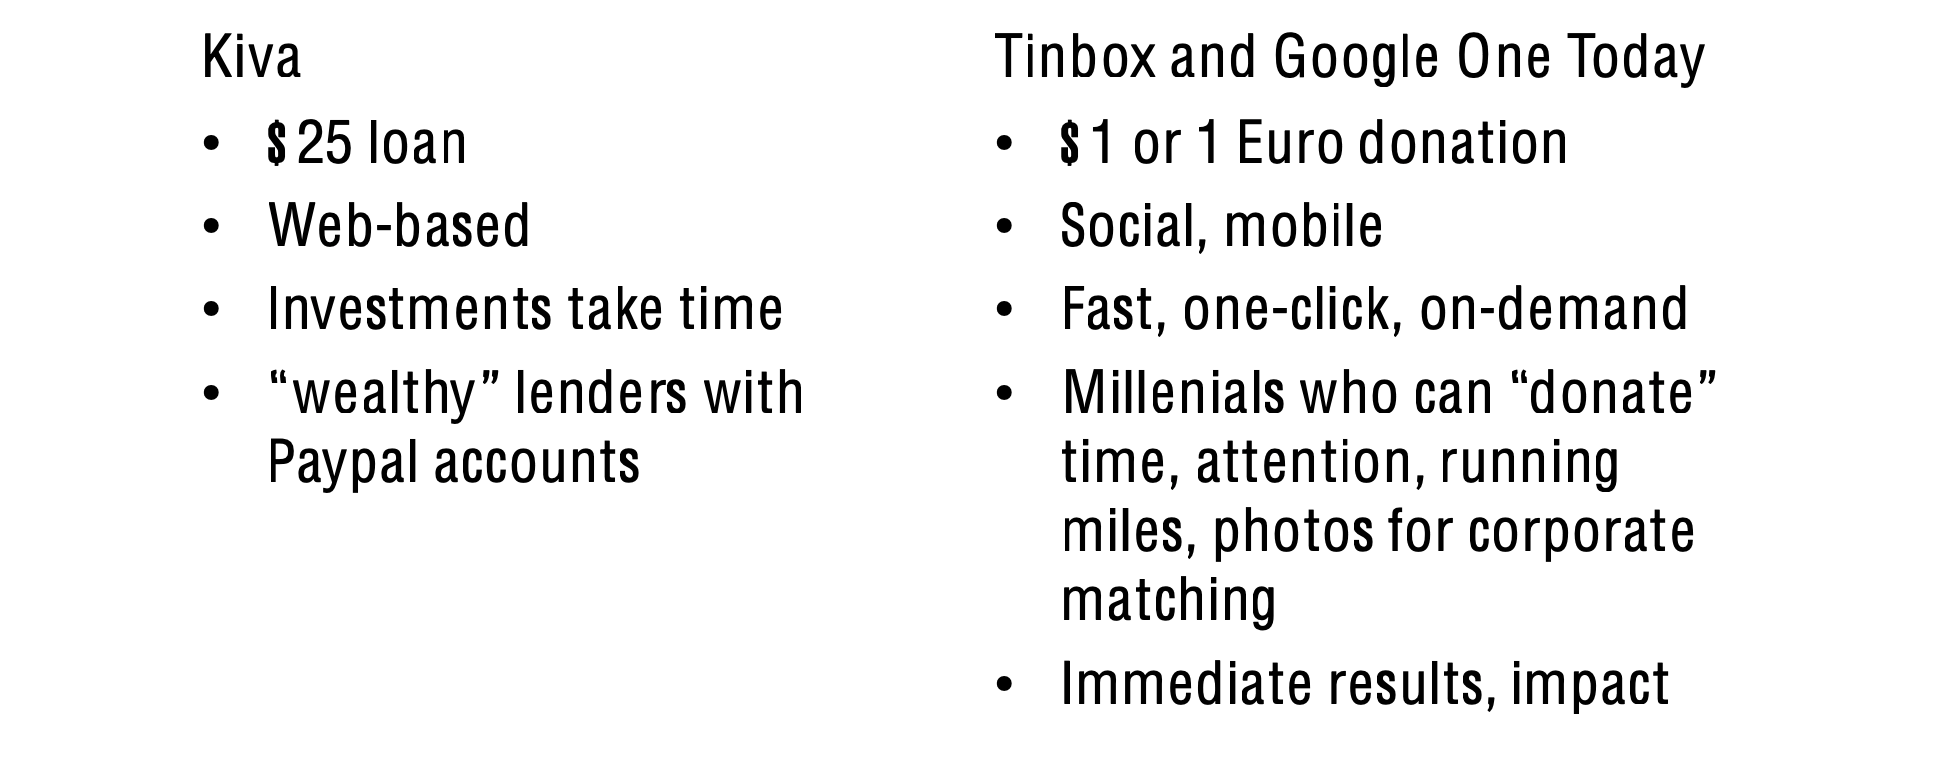 Kiva
• $25 loan
• Web-based
• Investments take time
• “wealthy” lenders with
Paypal accounts
Tinbox and Google One Today
• $1 or 1 Euro donation
• Social, mobile
• Fast, one-click, on-demand
• Millenials who can “donate”
time, attention, running
miles, photos for corporate
matching
• Immediate results, impact